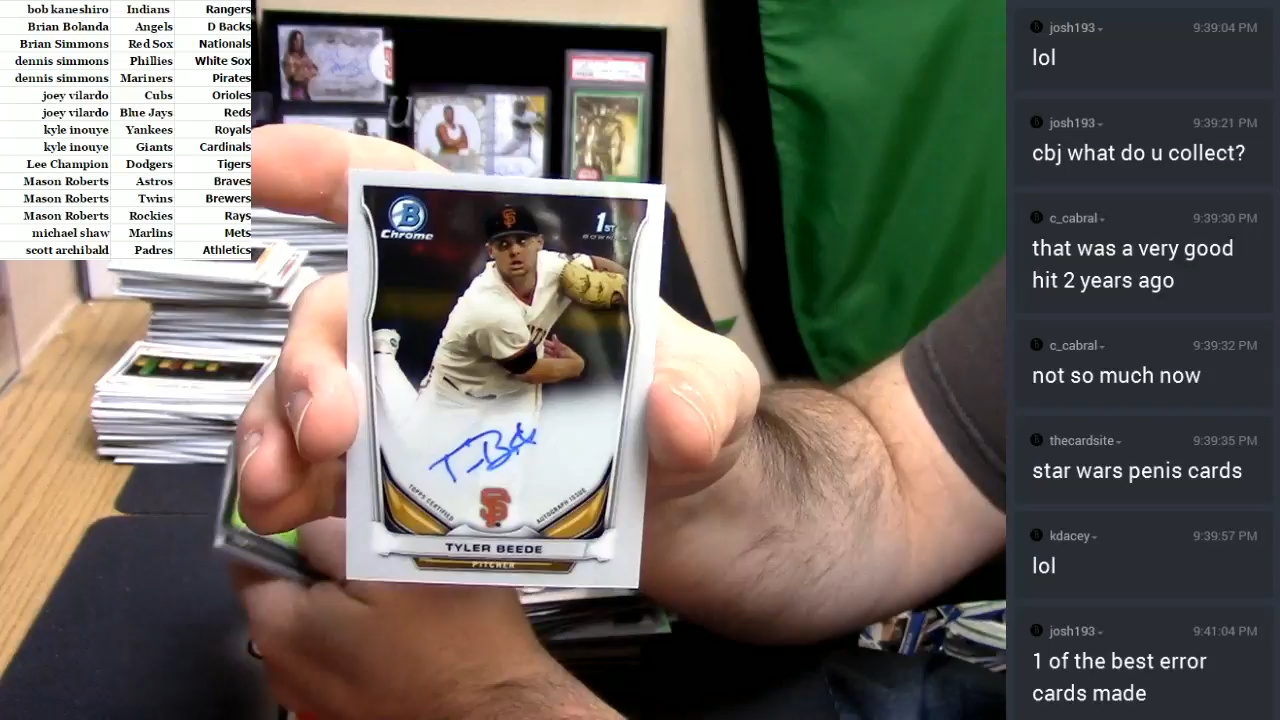 bob kaneshiro Indians Rangers
Brian Bolanda Angels D Backs
Brian Simmons Red Sox Nationals
dennis simmons Phillies White Sox
dennis simmons Mariners Pirates
joey vilardo Cubs Orioles
joey vilardo Blue Jays Reds
kyle inouye Yankees Royals
kyle inouye Giants Cardinals
Lee Champion Dodgers Tigers
Mason Roberts Astros Braves
Mason Roberts Twins Brewers
Mason Roberts Rockies Rays
michael shaw Marlins Mets
scott archibald Padres Athletics
B
Chrome
1ST
BOWMAN
SF
T-Bde
TOPPS CERTIFIED
AUTOGRAPH ISSUE
SF
TYLER BEEDE
PITCHER
josh193 9:39:04 PM
lol
josh193 9:39:21 PM
cbj what do u collect?
c_cabral 9:39:30 PM
that was a very good
hit 2 years ago
c_cabral 9:39:32 PM
not so much now
thecardsite 9:39:35 PM
star wars penis cards
kdacey 9:39:57 PM
lol
josh193 9:41:04 PM
1 of the best error
cards made